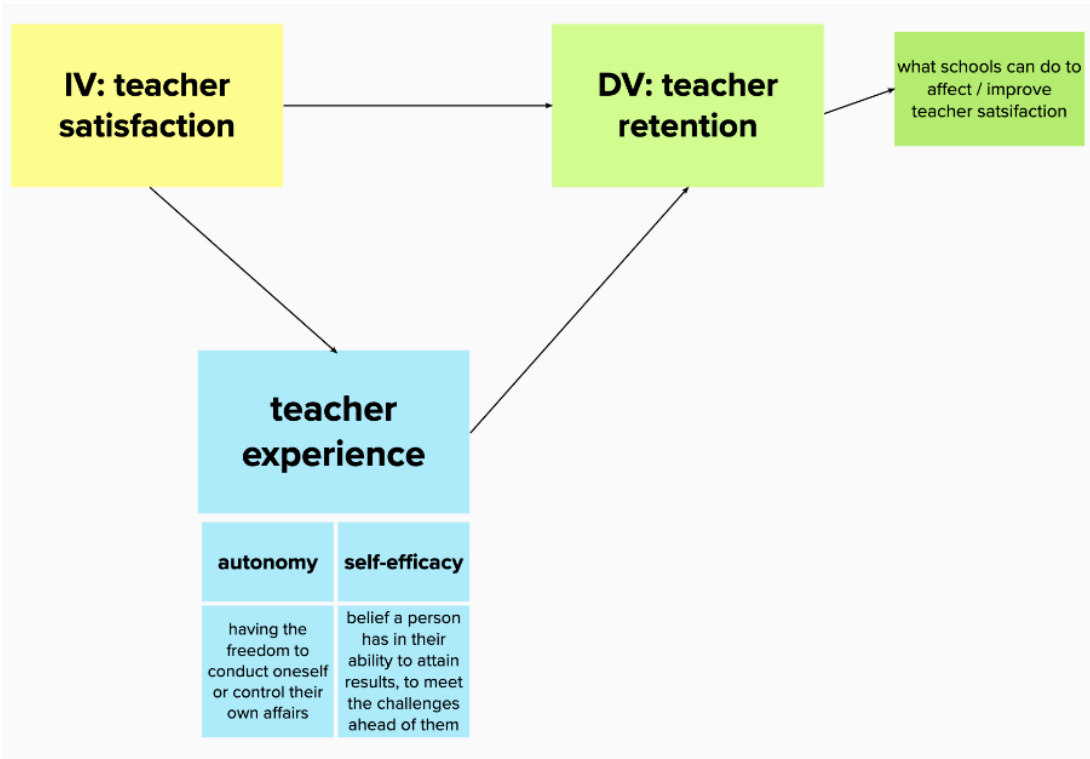 IV: teacher
satisfaction
DV: teacher
retention
what schools can do to
affect / improve
teacher satsifaction
teacher
experience
autonomy
self-efficacy
having the
freedom to
conduct oneself
or control their
own affairs
belief a person
has in their
ability to attain
results, to meet
the challenges
ahead of them